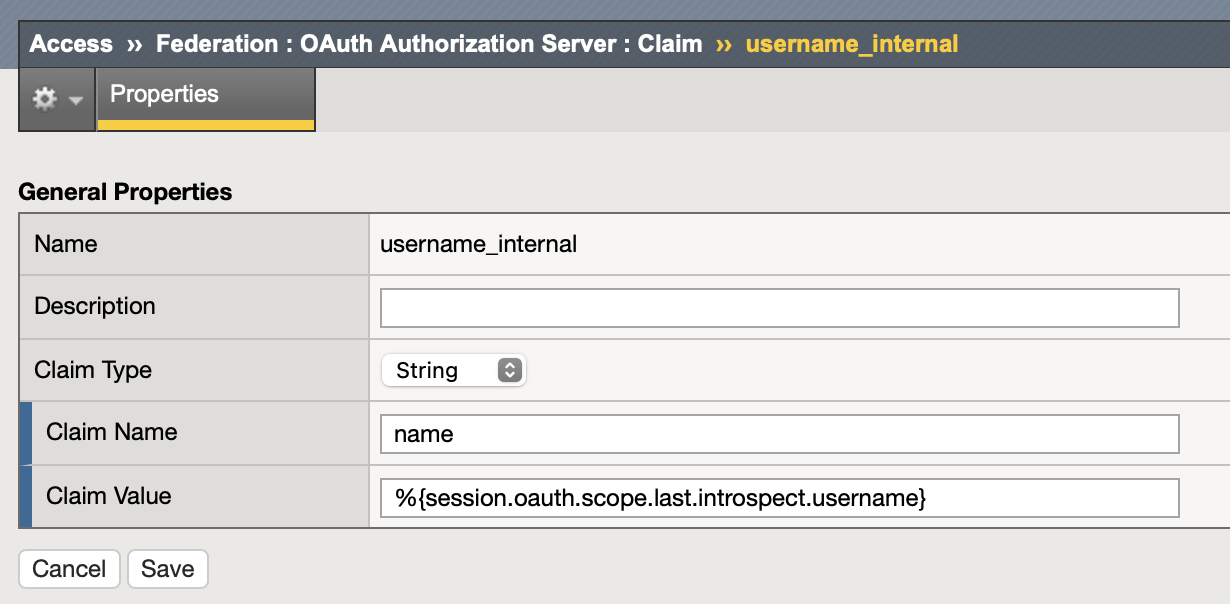 Access ›› Federation : OAuth Authorization Server : Claim ›› username_internal
Properties
General Properties
Name username_internal
Description
Claim Type String
Claim Name name
Claim Value %{session.oauth.scope.last.introspect.username}
Cancel Save